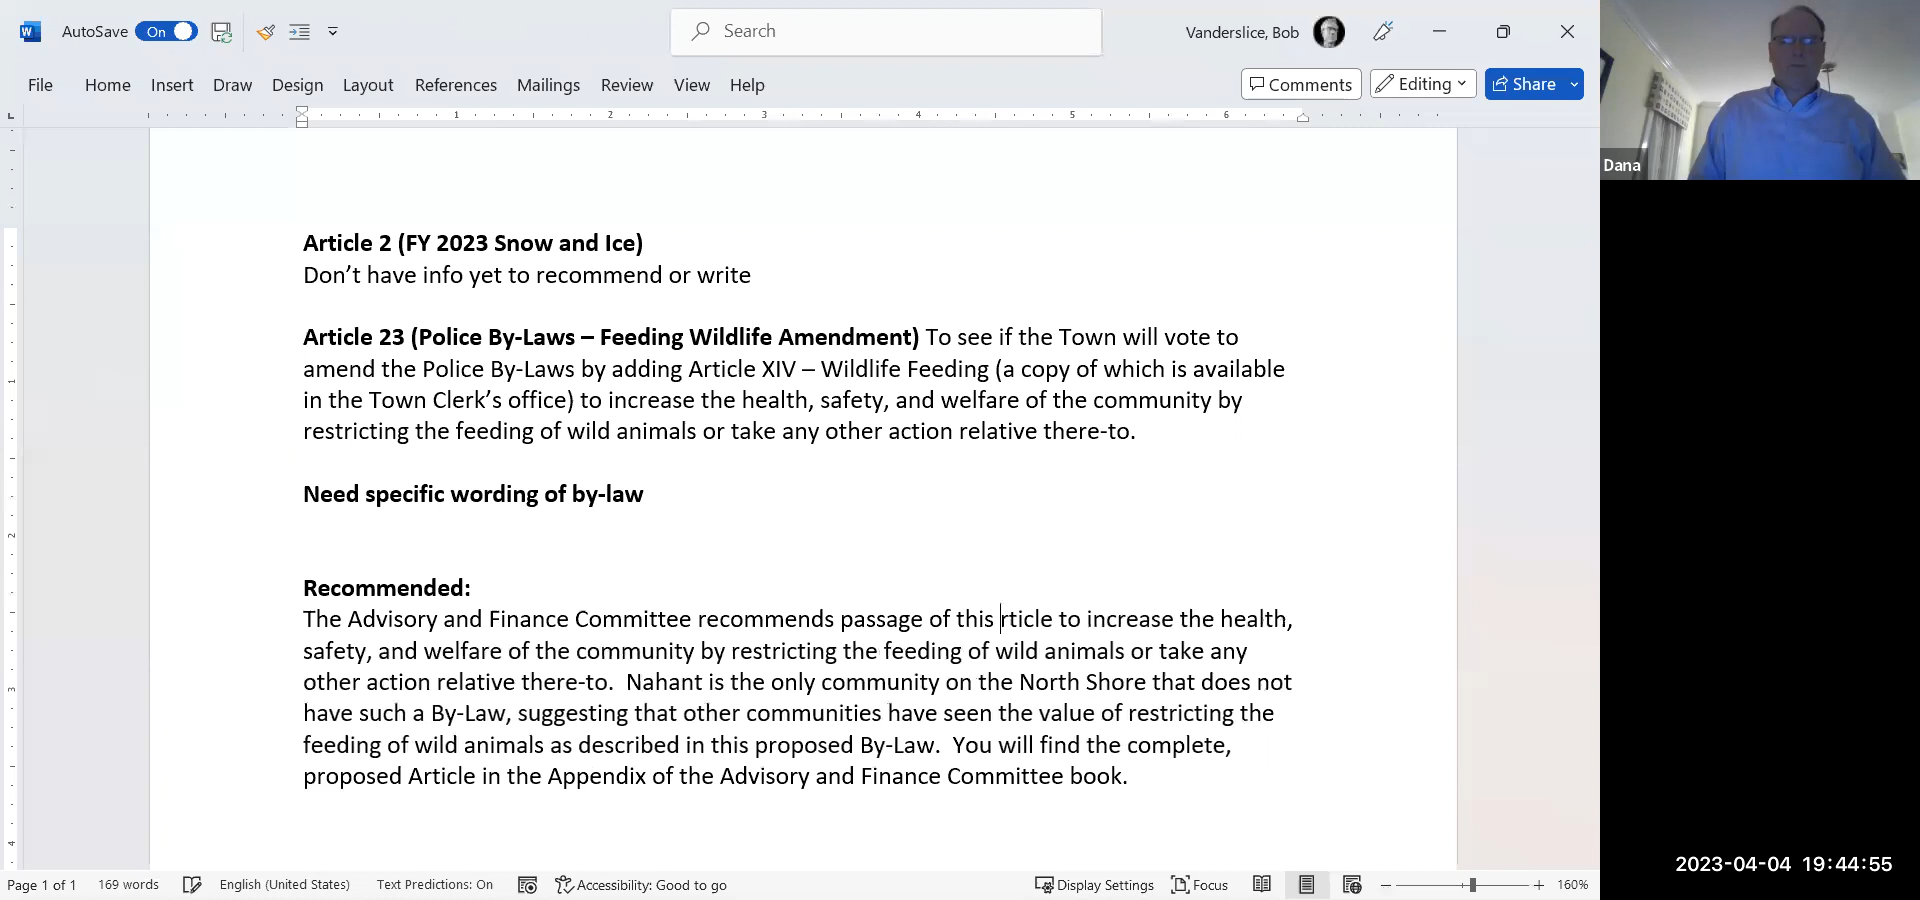 AutoSave On Search Vanderslice, Bob
File Home Insert Draw Design Layout References Mailings Review View Help Comments Editing Share
1 2 3 4 5 6
Dana
Article 2 (FY 2023 Snow and Ice)
Don’t have info yet to recommend or write
Article 23 (Police By-Laws – Feeding Wildlife Amendment) To see if the Town will vote to
amend the Police By-Laws by adding Article XIV – Wildlife Feeding (a copy of which is available
in the Town Clerk’s office) to increase the health, safety, and welfare of the community by
restricting the feeding of wild animals or take any other action relative there-to.
Need specific wording of by-law
Recommended:
The Advisory and Finance Committee recommends passage of this rticle to increase the health,
safety, and welfare of the community by restricting the feeding of wild animals or take any
other action relative there-to.  Nahant is the only community on the North Shore that does not
have such a By-Law, suggesting that other communities have seen the value of restricting the
feeding of wild animals as described in this proposed By-Law.  You will find the complete,
proposed Article in the Appendix of the Advisory and Finance Committee book.
1
2
3
4
2023-04-04 19:44:55
Page 1 of 1 169 words English (United States) Text Predictions: On Accessibility: Good to go Display Settings Focus 160%